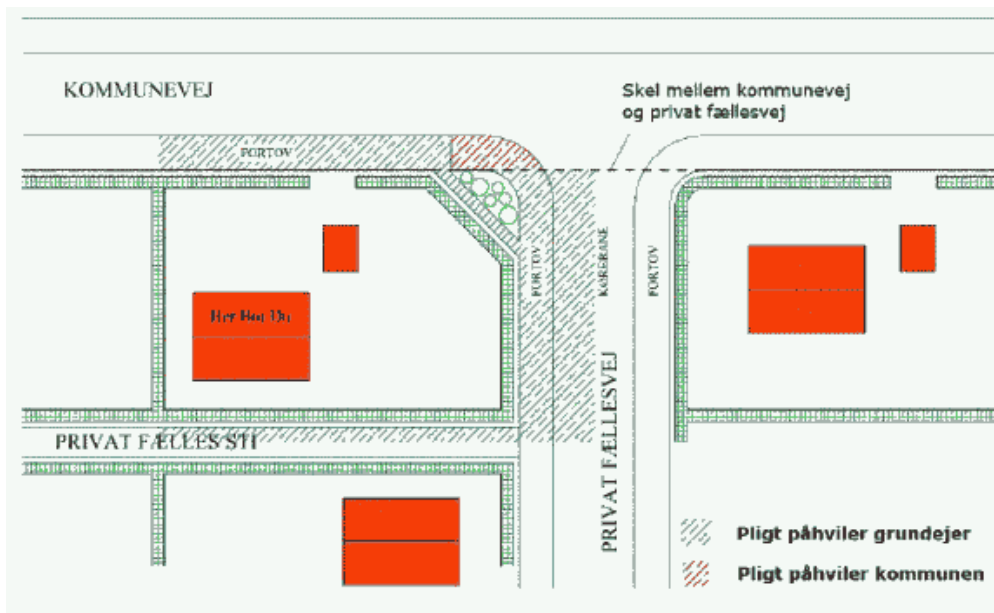 KOMMUNEVEJ
Skel mellem kommunevej
og privat fællesvej
FORTOV
FORTOV
KØREBANE
FORTOV
Her Bor Du
PRIVAT FÆLLESVEJ
PRIVAT FÆLLES STI
Pligt påhviler grundejer
Pligt påhviler kommunen